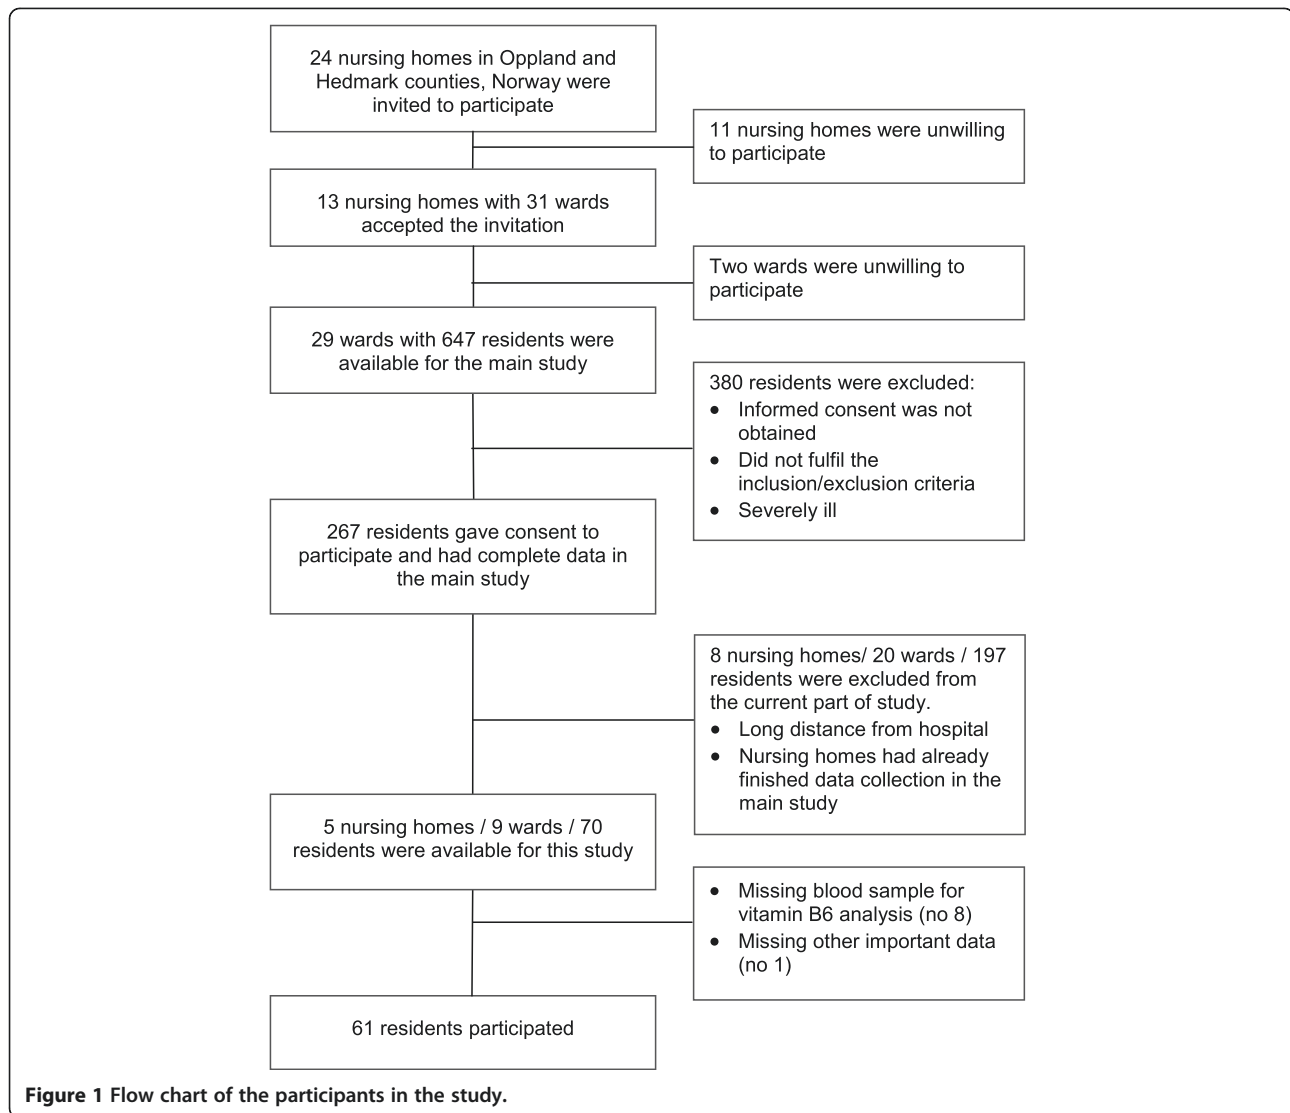 24 nursing homes in Oppland and
Hedmark counties, Norway were
invited to participate
11 nursing homes were unwilling
to participate
13 nursing homes with 31 wards
accepted the invitation
Two wards were unwilling to
participate
29 wards with 647 residents were
available for the main study
380 residents were excluded:
• Informed consent was not
obtained
• Did not fulfil the
inclusion/exclusion criteria
• Severely ill
267 residents gave consent to
participate and had complete data in
the main study
8 nursing homes/ 20 wards / 197
residents were excluded from
the current part of study.
• Long distance from hospital
• Nursing homes had already
finished data collection in the
main study
5 nursing homes / 9 wards / 70
residents were available for this study
• Missing blood sample for
vitamin B6 analysis (no 8)
• Missing other important data
(no 1)
61 residents participated
Figure 1 Flow chart of the participants in the study.